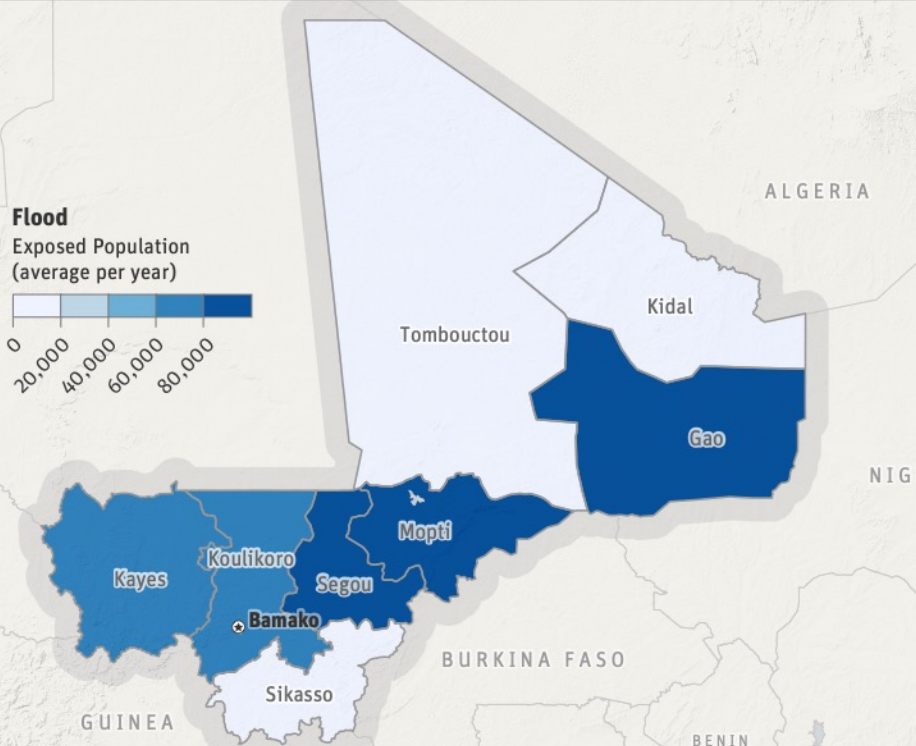 ALGERIA
Flood
Exposed Population
(average per year)
0
20,000
40,000
60,000
80,000
Kidal
Tombouctou
Gao
NIG
Mopti
Koulikoro
Kayes
Segou
Bamako
BURKINA FASO
Sikasso
GUINEA
BENIN